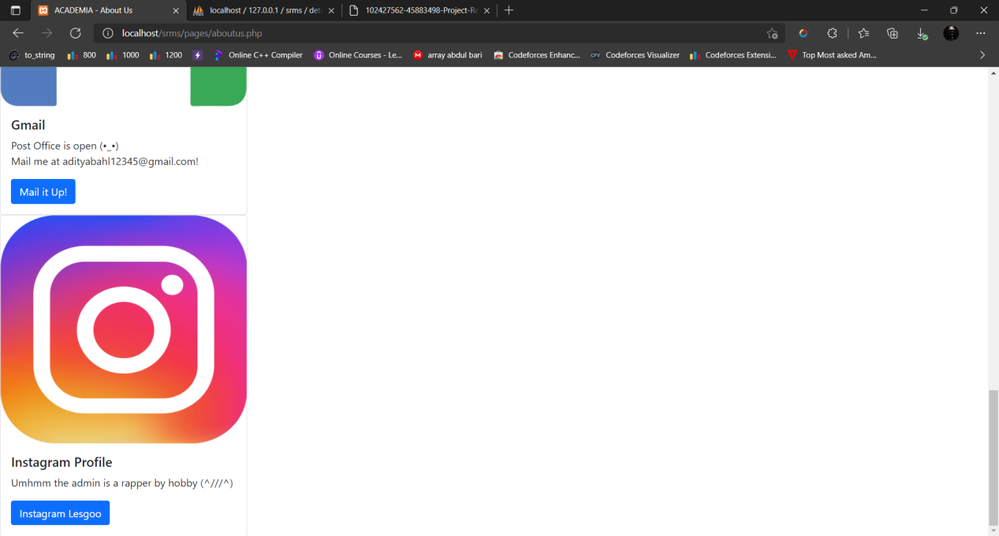 ACADEMIA - About Us
localhost / 127.0.0.1 / srms / deta
102427562-45883498-Project-Re
localhost/srms/pages/aboutus.php
to_string
800
1000
1200
Online C++ Compiler
Online Courses - Le...
array abdul bari
Codeforces Enhanc...
CFV
Codeforces Visualizer
Codeforces Extensi...
Top Most asked Am...
Gmail
Post Office is open (•_•)
Mail me at adityabahl12345@gmail.com!
Mail it Up!
Instagram Profile
Umhmm the admin is a rapper by hobby (^///^)
Instagram Lesgoo